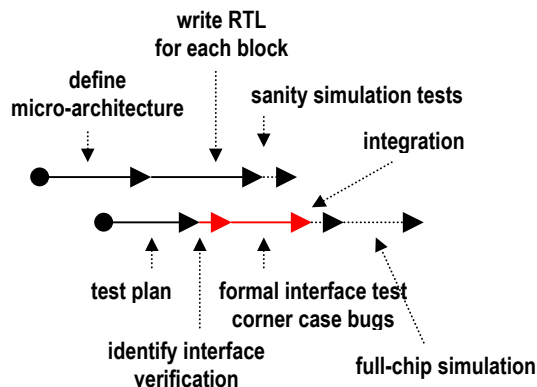 write RTL
for each block
define
micro-architecture
sanity simulation tests
integration
test plan
formal interface test
corner case bugs
identify interface
verification
full-chip simulation